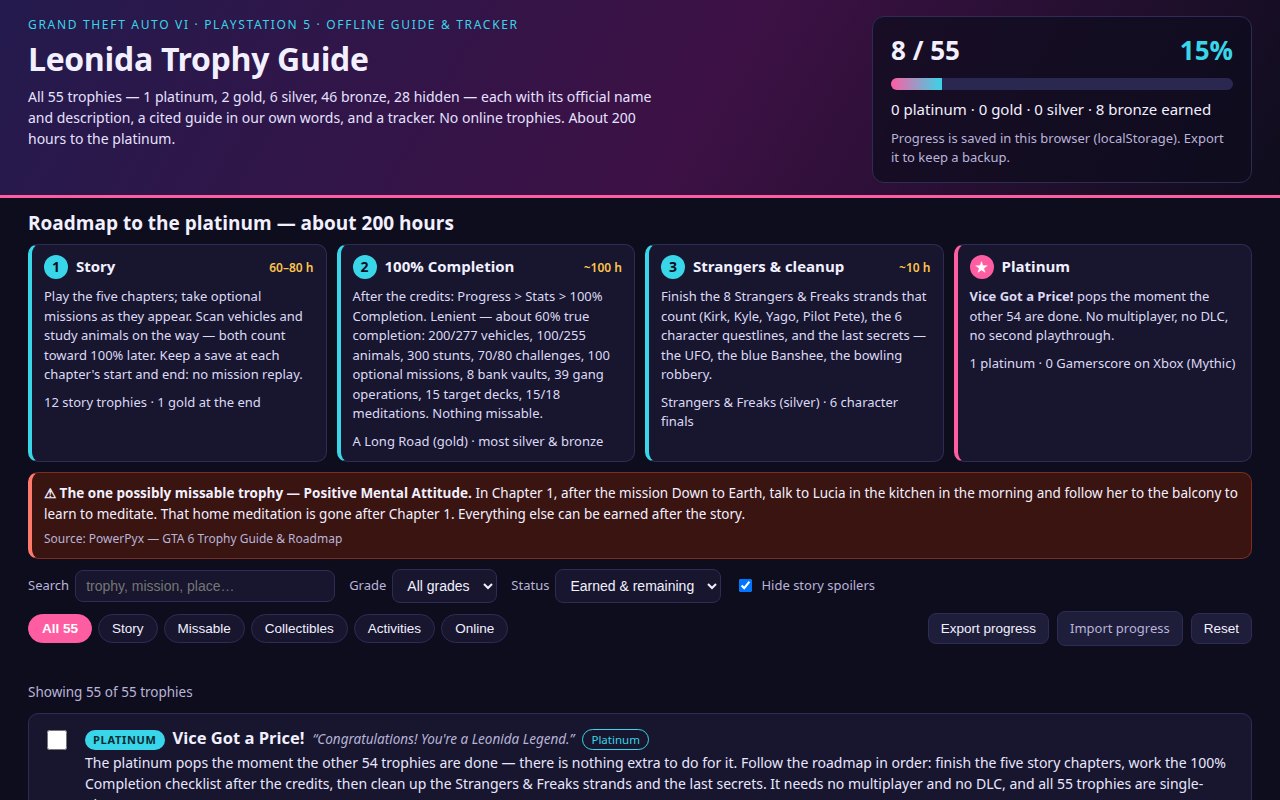 GRAND THEFT AUTO VI · PLAYSTATION 5 · OFFLINE GUIDE & TRACKER
Leonida Trophy Guide
All 55 trophies — 1 platinum, 2 gold, 6 silver, 46 bronze, 28 hidden — each with its official name
and description, a cited guide in our own words, and a tracker. No online trophies. About 200
hours to the platinum.
8 / 55
15%
0 platinum · 0 gold · 0 silver · 8 bronze earned
Progress is saved in this browser (localStorage). Export
it to keep a backup.
Roadmap to the platinum — about 200 hours
1 Story 60–80 h
Play the five chapters; take optional
missions as they appear. Scan vehicles and
study animals on the way — both count
toward 100% later. Keep a save at each
chapter's start and end: no mission replay.
12 story trophies · 1 gold at the end
2 100% Completion ~100 h
After the credits: Progress > Stats > 100%
Completion. Lenient — about 60% true
completion: 200/277 vehicles, 100/255
animals, 300 stunts, 70/80 challenges, 100
optional missions, 8 bank vaults, 39 gang
operations, 15 target decks, 15/18
meditations. Nothing missable.
A Long Road (gold) · most silver & bronze
3 Strangers & cleanup ~10 h
Finish the 8 Strangers & Freaks strands that
count (Kirk, Kyle, Yago, Pilot Pete), the 6
character questlines, and the last secrets —
the UFO, the blue Banshee, the bowling
robbery.
Strangers & Freaks (silver) · 6 character
finals
★ Platinum
Vice Got a Price! pops the moment the
other 54 are done. No multiplayer, no DLC,
no second playthrough.
1 platinum · 0 Gamerscore on Xbox (Mythic)
⚠ The one possibly missable trophy — Positive Mental Attitude. In Chapter 1, after the mission Down to Earth, talk to Lucia in the kitchen in the morning and follow her to the balcony to
learn to meditate. That home meditation is gone after Chapter 1. Everything else can be earned after the story.
Source: PowerPyx — GTA 6 Trophy Guide & Roadmap
Search trophy, mission, place… Grade All grades Status Earned & remaining Hide story spoilers
All 55 Story Missable Collectibles Activities Online Export progress Import progress Reset
Showing 55 of 55 trophies
PLATINUM Vice Got a Price! “Congratulations! You're a Leonida Legend.” Platinum
The platinum pops the moment the other 54 trophies are done — there is nothing extra to do for it. Follow the roadmap in order: finish the five story chapters, work the 100%
Completion checklist after the credits, then clean up the Strangers & Freaks strands and the last secrets. It needs no multiplayer and no DLC, and all 55 trophies are single-